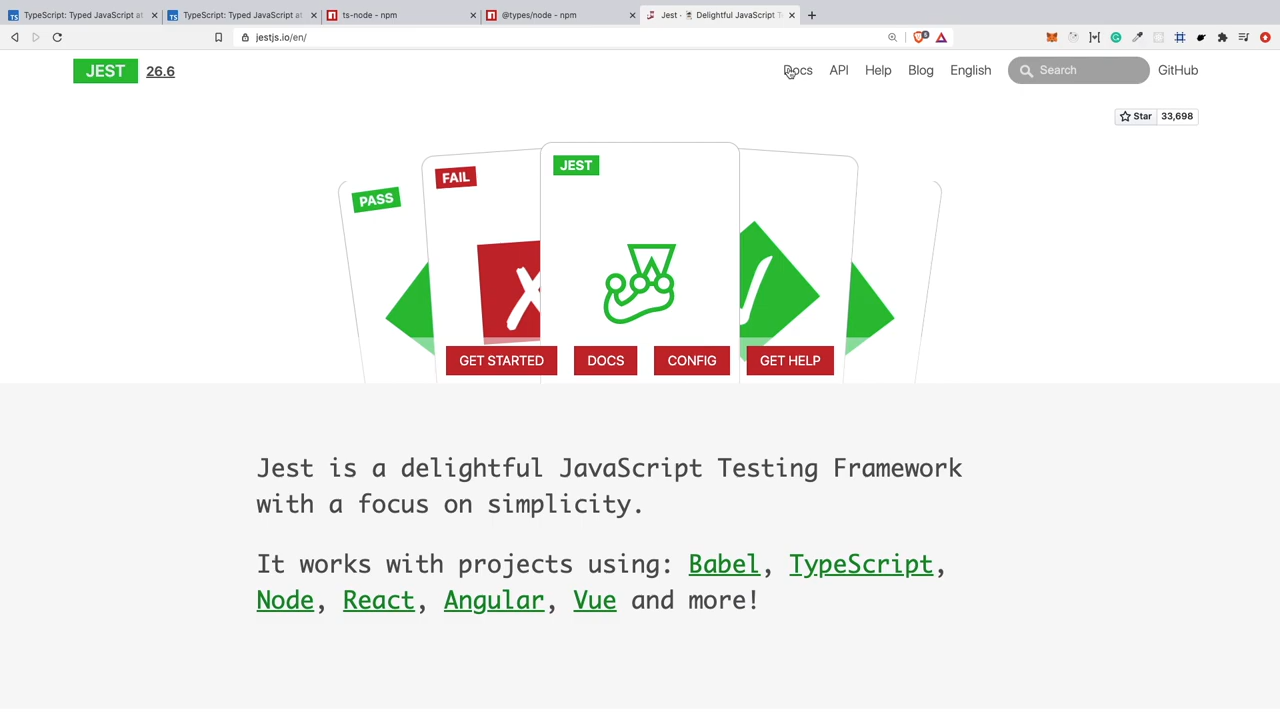 TypeScript: Typed JavaScript at
TypeScript: Typed JavaScript at
ts-node - npm
@types/node - npm
Jest · 🃏 Delightful JavaScript T
jestjs.io/en/
JEST 26.6
Docs API Help Blog English Search GitHub
Star 33,698
PASS
FAIL
JEST
GET STARTED DOCS CONFIG GET HELP
Jest is a delightful JavaScript Testing Framework
with a focus on simplicity.
It works with projects using: Babel, TypeScript,
Node, React, Angular, Vue and more!